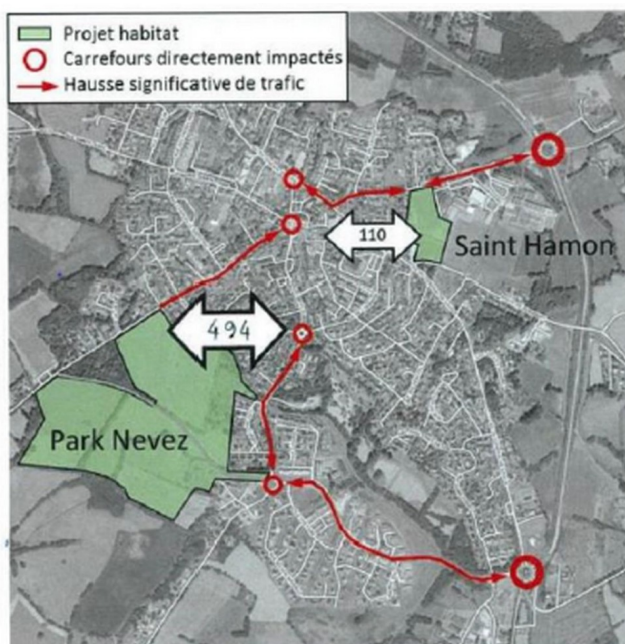 Projet habitat
Carrefours directement impactés
Hausse significative de trafic
110
Saint Hamon
494
Park Nevez